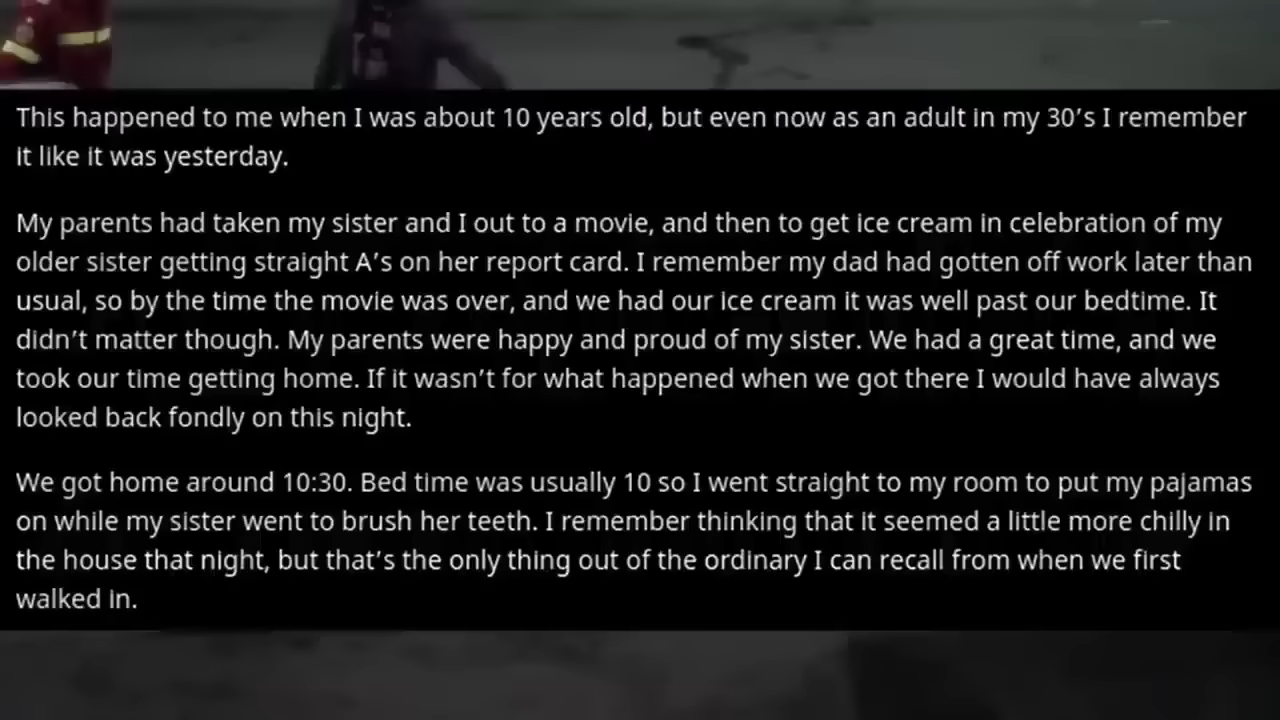 This happened to me when I was about 10 years old, but even now as an adult in my 30's I remember
it like it was yesterday.
My parents had taken my sister and I out to a movie, and then to get ice cream in celebration of my
older sister getting straight A's on her report card. I remember my dad had gotten off work later than
usual, so by the time the movie was over, and we had our ice cream it was well past our bedtime. It
didn't matter though. My parents were happy and proud of my sister. We had a great time, and we
took our time getting home. If it wasn't for what happened when we got there I would have always
looked back fondly on this night.
We got home around 10:30. Bed time was usually 10 so I went straight to my room to put my pajamas
on while my sister went to brush her teeth. I remember thinking that it seemed a little more chilly in
the house that night, but that's the only thing out of the ordinary I can recall from when we first
walked in.